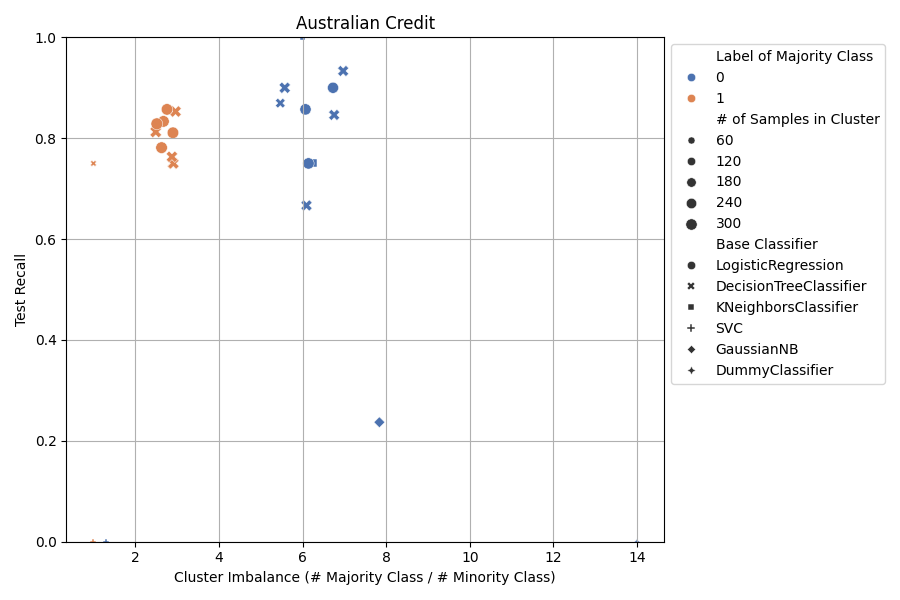 Australian Credit
1.0
0.8
0.6
0.4
0.2
0.0
Test Recall
2 4 6 8 10 12 14
Cluster Imbalance (# Majority Class / # Minority Class)
Label of Majority Class
0
1
# of Samples in Cluster
60
120
180
240
300
Base Classifier
LogisticRegression
DecisionTreeClassifier
KNeighborsClassifier
SVC
GaussianNB
DummyClassifier